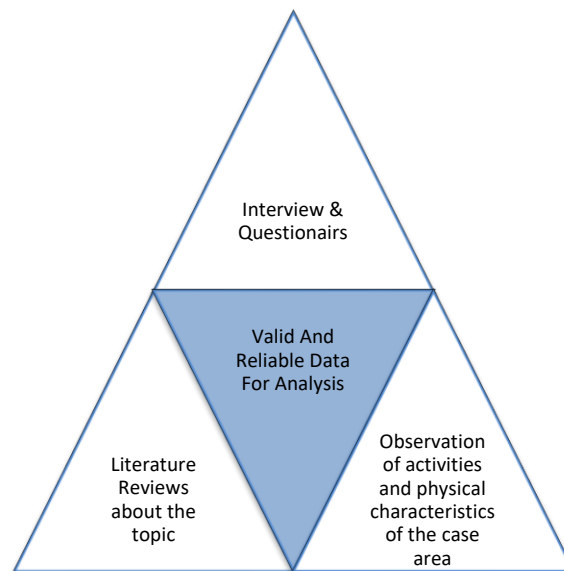 Interview &
Questionairs
Valid And
Reliable Data
For Analysis
Literature
Reviews
about the
topic
Observation
of activities
and physical
characteristics
of the case
area